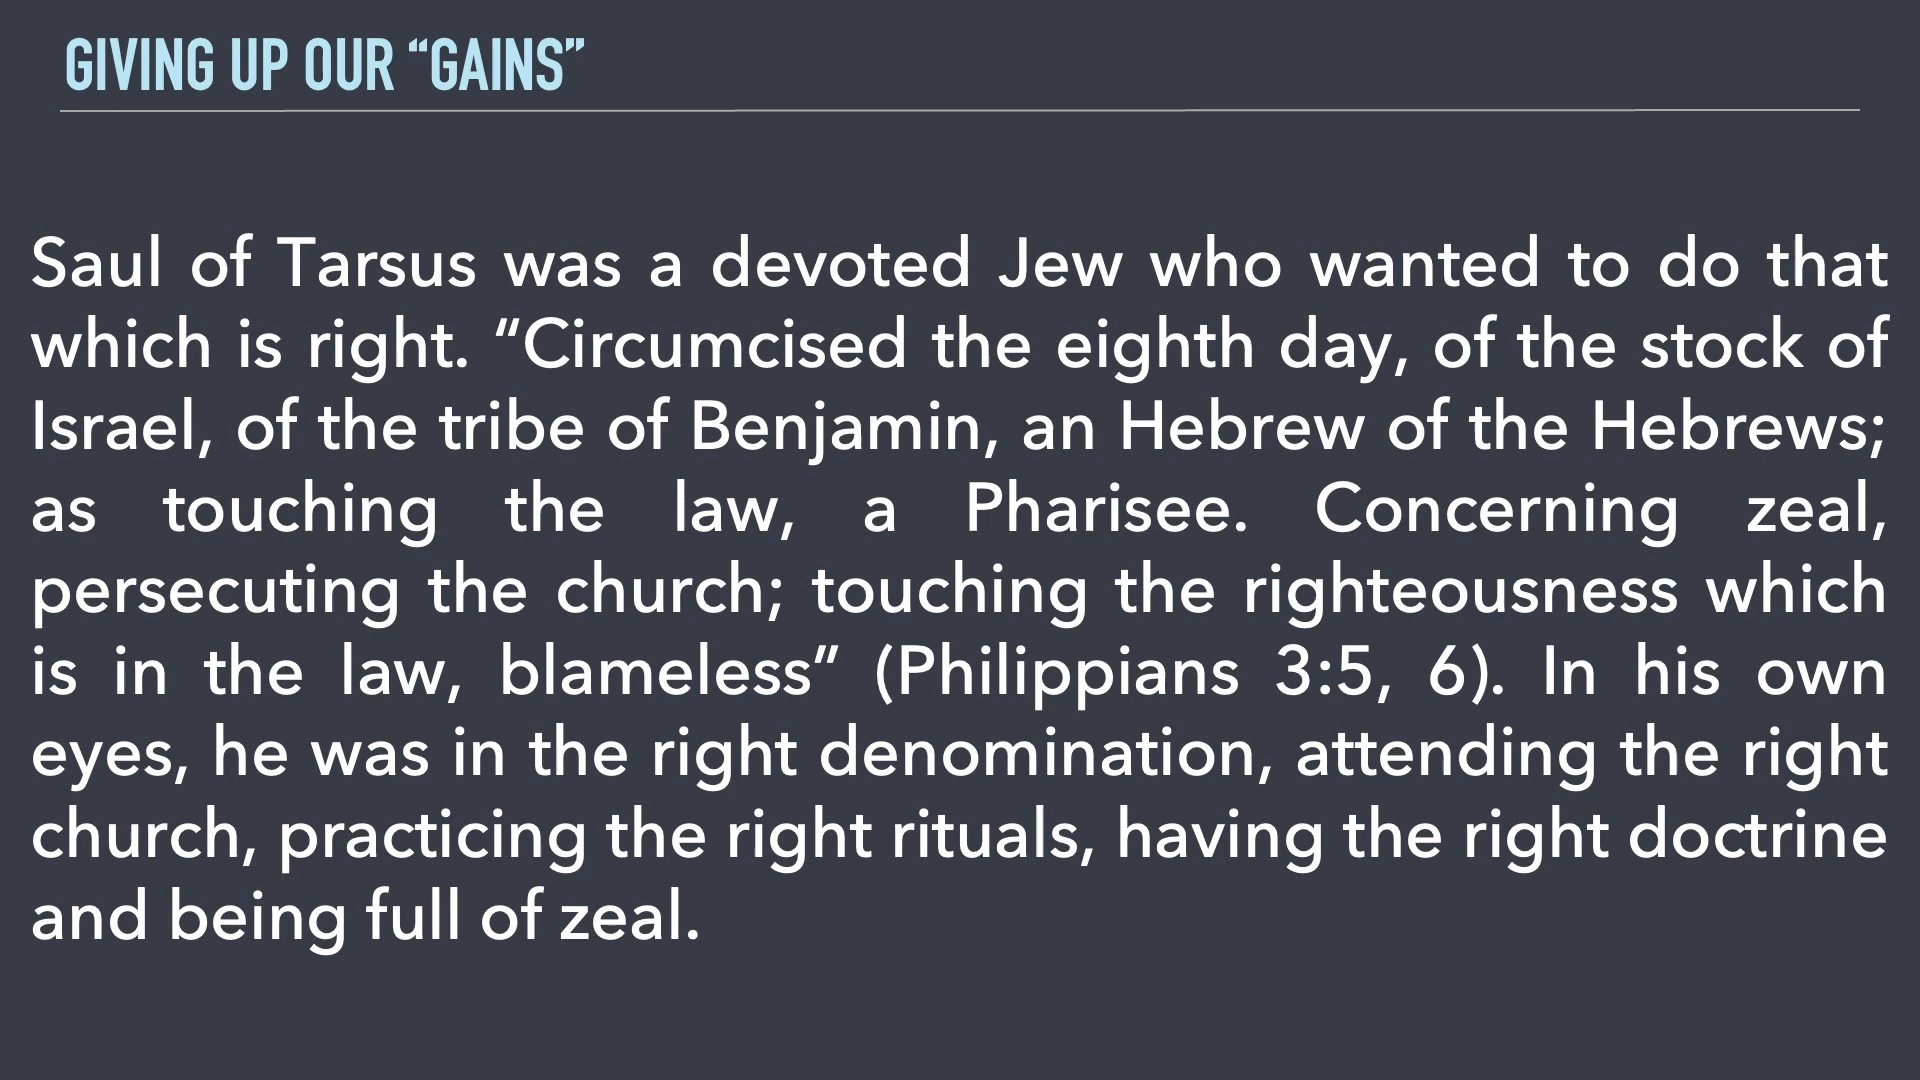 GIVING UP OUR “GAINS”
Saul of Tarsus was a devoted Jew who wanted to do that
which is right. “Circumcised the eighth day, of the stock of
Israel, of the tribe of Benjamin, an Hebrew of the Hebrews;
as touching the law, a Pharisee. Concerning zeal,
persecuting the church; touching the righteousness which
is in the law, blameless” (Philippians 3:5, 6). In his own
eyes, he was in the right denomination, attending the right
church, practicing the right rituals, having the right doctrine
and being full of zeal.